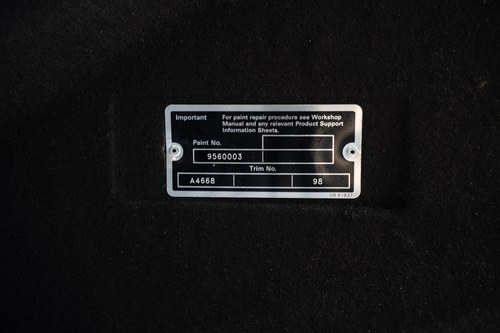 Important
For paint repair procedure see Workshop
Manual and any relevant Product Support
Information Sheets.
Paint No.
9560003
Trim No.
A4668 98